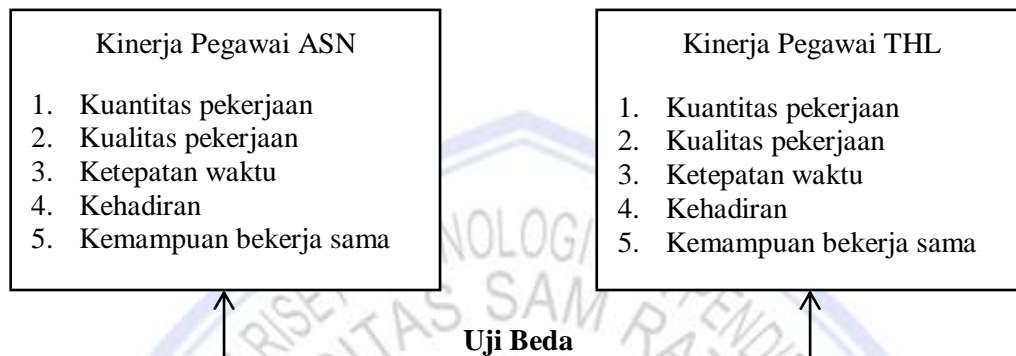 Kinerja Pegawai ASN
1. Kuantitas pekerjaan
2. Kualitas pekerjaan
3. Ketepatan waktu
4. Kehadiran
5. Kemampuan bekerja sama
Kinerja Pegawai THL
1. Kuantitas pekerjaan
2. Kualitas pekerjaan
3. Ketepatan waktu
4. Kehadiran
5. Kemampuan bekerja sama
Uji Beda